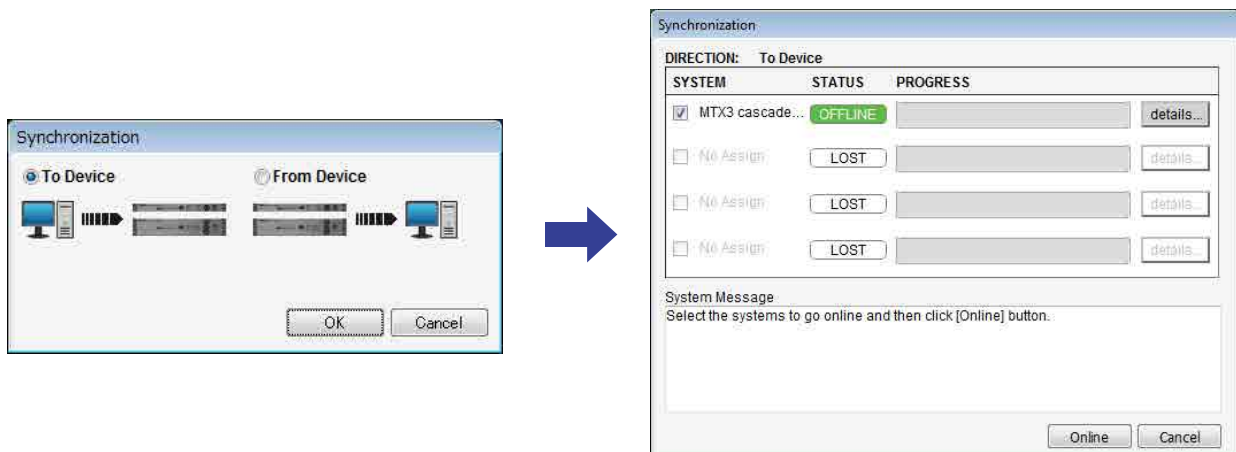 Synchronization
To Device From Device
OK Cancel
Synchronization
DIRECTION: To Device
SYSTEM STATUS PROGRESS
MTX3 cascade... OFFLINE details...
No Assign LOST details...
No Assign LOST details...
No Assign LOST details...
System Message
Select the systems to go online and then click [Online] button.
Online Cancel